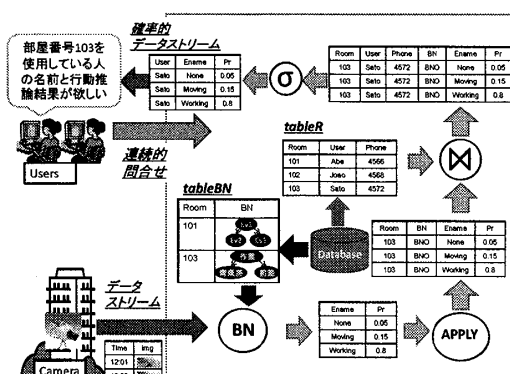 部屋番号103を
使用している人
の名前と行動推
論結果が欲しい
Users
確率的
データストリーム
User Ename Pr
Sato None 0.05
Sato Moving 0.15
Sato Working 0.8
σ
Room User Phone BN Ename Pr
103 Sato 4572 BNO None 0.05
103 Sato 4572 BNO Moving 0.15
103 Sato 4572 BNO Working 0.8
連続的
問合せ
tableR
Room User Phone
101 Abe 4566
102 Joao 4568
103 Sato 4572
⋈
tableBN
Room BN
101
103
作業
Database
Room BN Ename Pr
103 BNO None 0.05
103 BNO Moving 0.15
103 BNO Working 0.8
データ
ストリーム
Camera
Time img
12:01
BN
Ename Pr
None 0.05
Moving 0.15
Working 0.8
APPLY